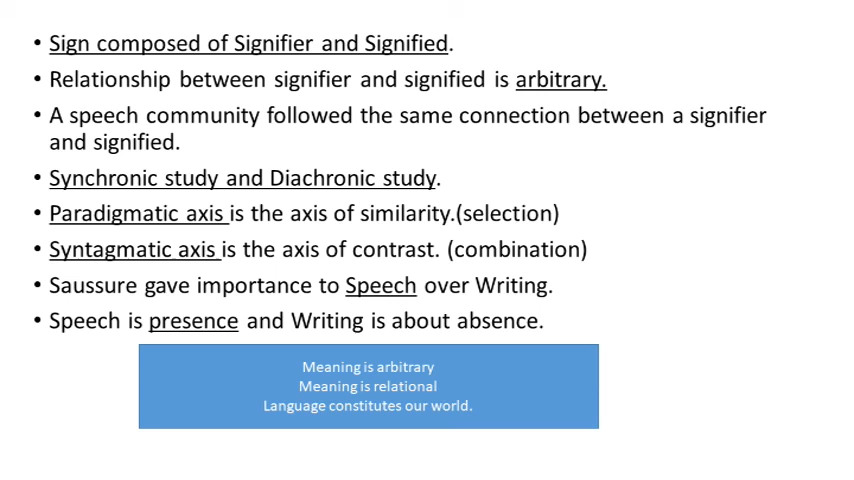 • Sign composed of Signifier and Signified.
• Relationship between signifier and signified is arbitrary.
• A speech community followed the same connection between a signifier
and signified.
• Synchronic study and Diachronic study.
• Paradigmatic axis is the axis of similarity.(selection)
• Syntagmatic axis is the axis of contrast. (combination)
• Saussure gave importance to Speech over Writing.
• Speech is presence and Writing is about absence.
Meaning is arbitrary
Meaning is relational
Language constitutes our world.